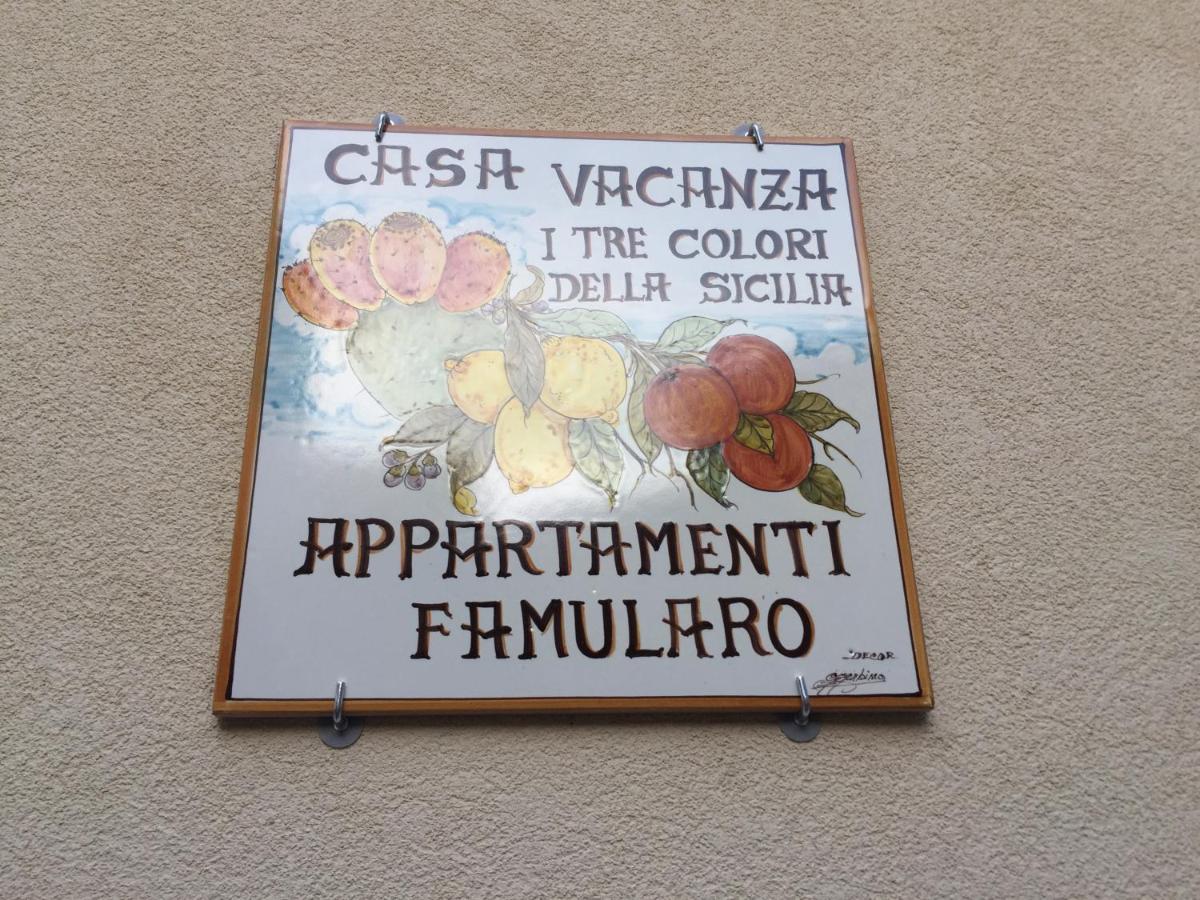 CASA VACANZA
I TRE COLORI
DELLA SICILIA
APPARTAMENTI
FAMULARO
DECOR